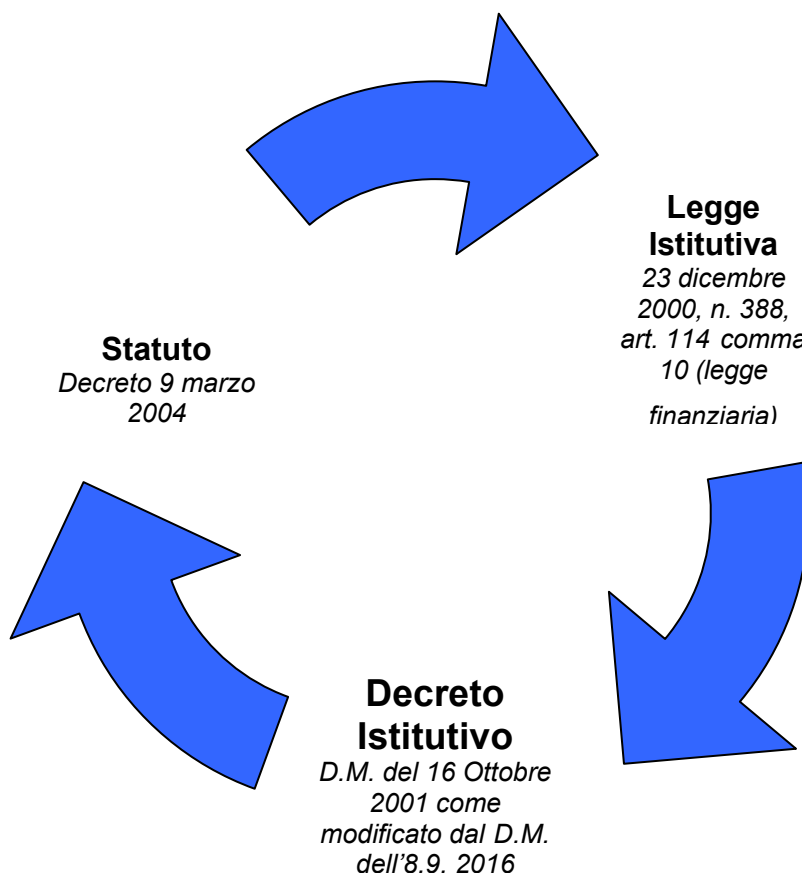 Legge
Istitutiva
23 dicembre
2000, n. 388,
art. 114 comma
10 (legge
finanziaria)
Statuto
Decreto 9 marzo
2004
Decreto
Istitutivo
D.M. del 16 Ottobre
2001 come
modificato dal D.M.
dell'8.9. 2016